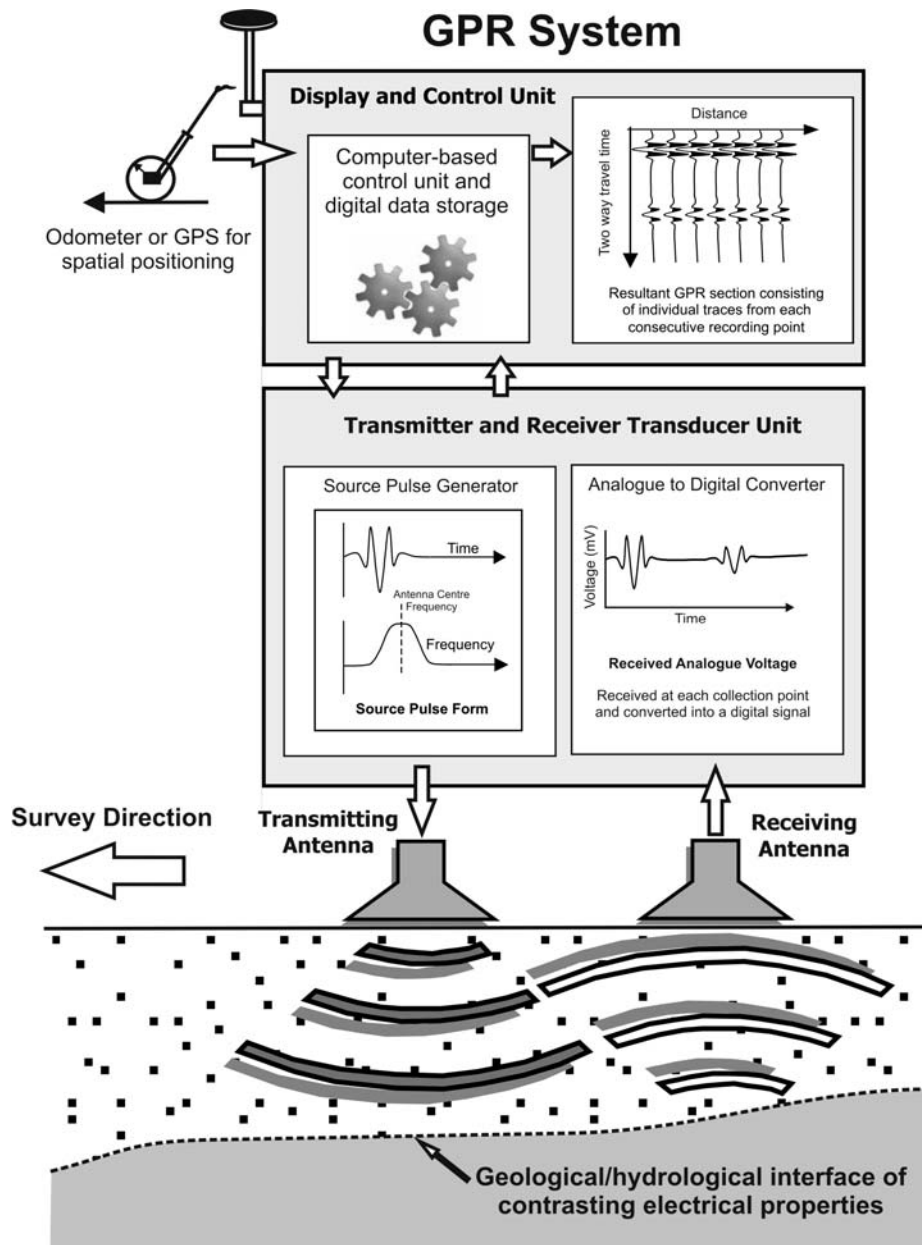 GPR System
Display and Control Unit
Computer-based
control unit and
digital data storage
Distance
Two way travel time
Resultant GPR section consisting
of individual traces from each
consecutive recording point
Odometer or GPS for
spatial positioning
Transmitter and Receiver Transducer Unit
Source Pulse Generator
Time
Antenna Centre
Frequency
Frequency
Source Pulse Form
Analogue to Digital Converter
Voltage (mV)
Time
Received Analogue Voltage
Received at each collection point
and converted into a digital signal
Survey Direction
Transmitting
Antenna
Receiving
Antenna
Geological/hydrological interface of
contrasting electrical properties